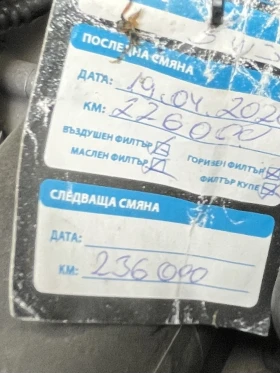 ПОСЛЕДНА СМЯНА
ДАТА: 19.04.202
КМ: 226000
ВЪЗДУШЕН ФИЛТЪР ГОРИЗЕН ФИЛТЪР
МАСЛЕН ФИЛТЪР ФИЛТЪР КУПЕ
СЛЕДВАЩА СМЯНА
ДАТА:
КМ: 236000